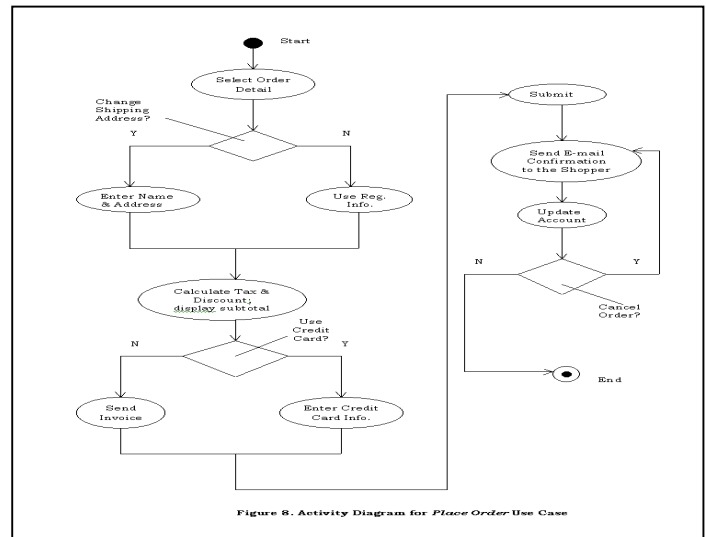 Start
Select Order
Detail
Change
Shipping
Address?
Y
N
Enter Name
& Address
Use Reg.
Info.
Calculate Tax &
Discount;
display subtotal
Use
Credit
Card?
N
Y
Send
Invoice
Enter Credit
Card Info.
Submit
Send E-mail
Confirmation
to the Shopper
Update
Account
N
Y
Cancel
Order?
End
Figure 8. Activity Diagram for Place Order Use Case